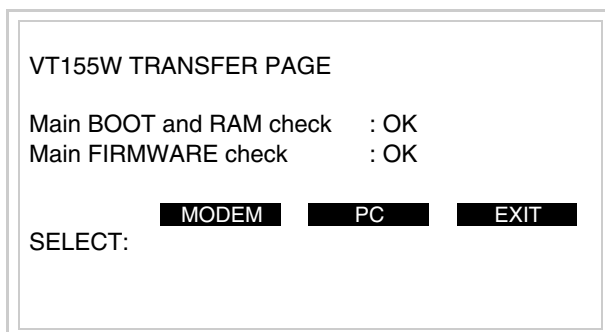 VT155W TRANSFER PAGE
Main BOOT and RAM check : OK
Main FIRMWARE check : OK
MODEM PC EXIT
SELECT: